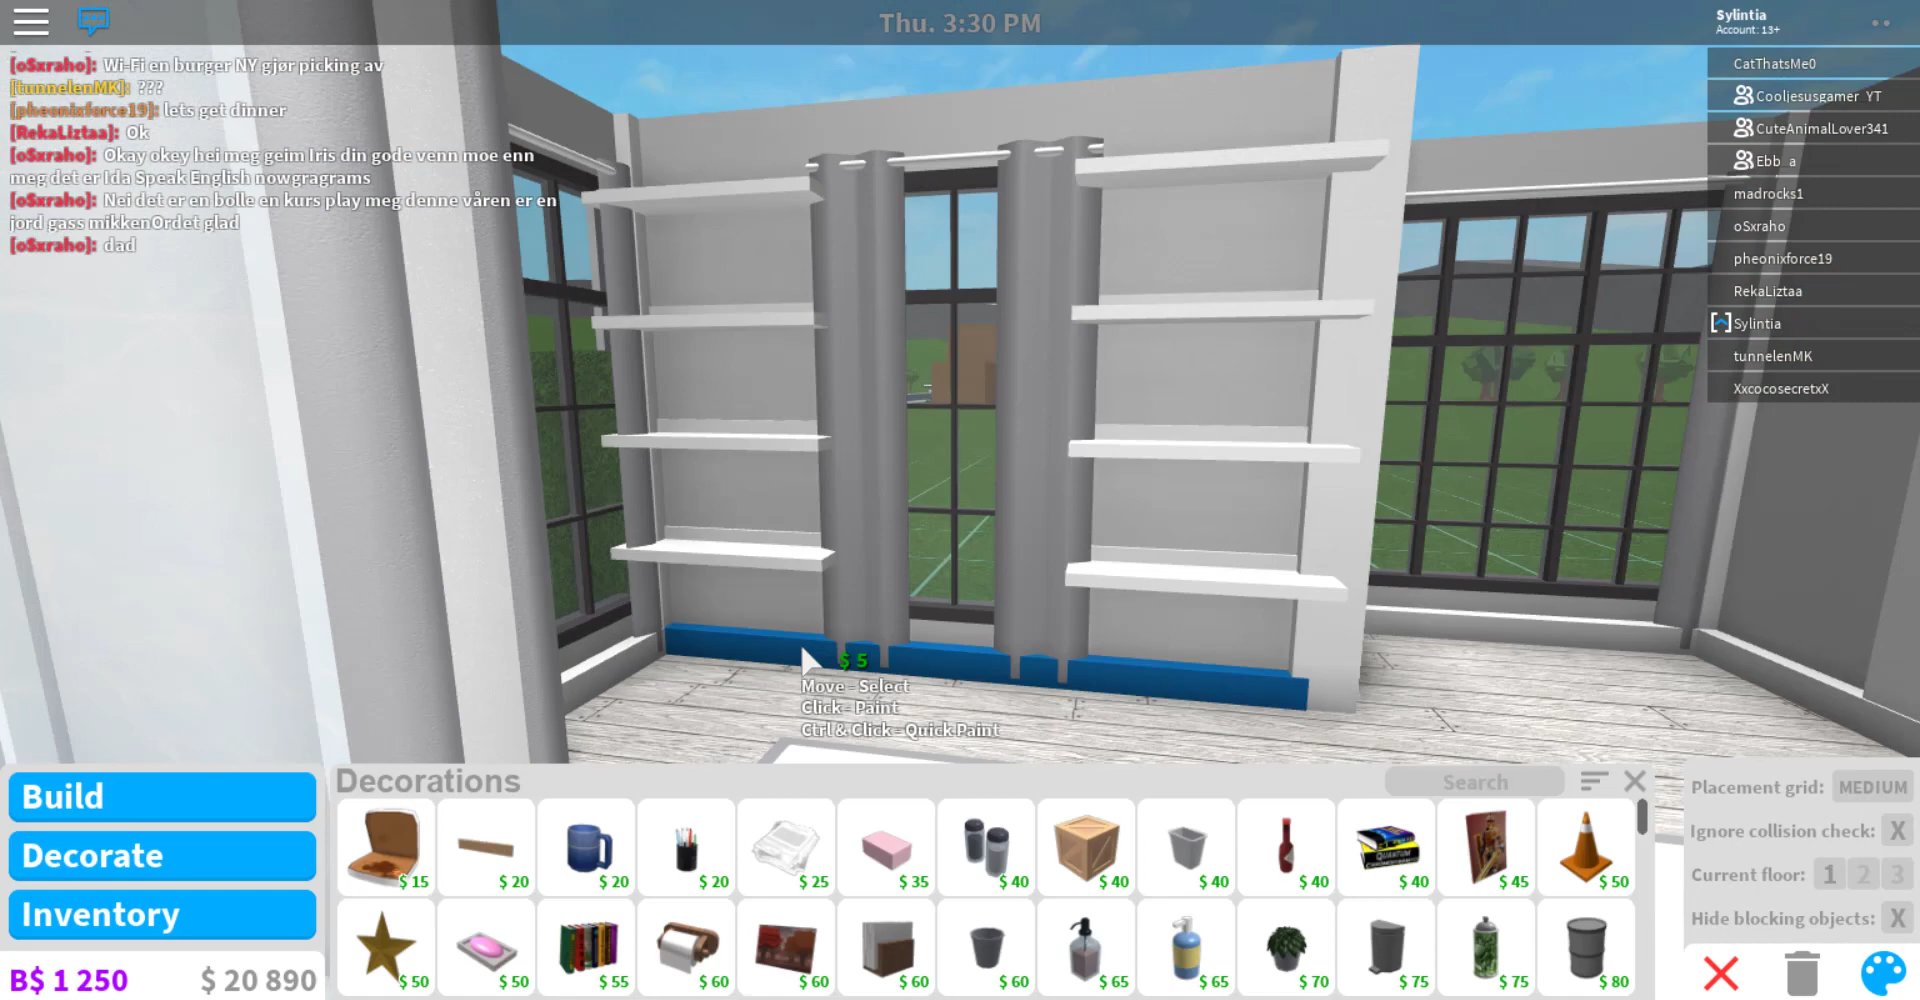 Thu. 3:30 PM
Sylintia
Account: 13+
[oSxraho]: Wi-Fi en burger NY gjør picking av
[tunnelenMK]: ???
[pheonixforce19]: lets get dinner
[RekaLiztaa]: Ok
[oSxraho]: Okay okey hei meg geim Iris din gode venn moe enn
meg det er Ida Speak English nowgragrams
[oSxraho]: Nei det er en bolle en kurs play meg denne våren er en
jord gass mikkenOrdet glad
[oSxraho]: dad
CatThatsMe0
Cooljesusgamer_YT
CuteAnimalLover341
Ebb_a
madrocks1
oSxraho
pheonixforce19
RekaLiztaa
Sylintia
tunnelenMK
XxcocosecretxX
$ 5
Move - Select
Click - Paint
Ctrl & Click - Quick Paint
Build
Decorate
Inventory
B$ 1 250
$ 20 890
Decorations
Search
$ 15
$ 20
$ 20
$ 20
$ 25
$ 35
$ 40
$ 40
$ 40
$ 40
QUANTUM
$ 40
$ 45
$ 50
$ 50
$ 50
$ 55
$ 60
$ 60
$ 60
$ 60
$ 65
$ 65
$ 70
$ 75
$ 75
$ 80
Placement grid: MEDIUM
Ignore collision check: X
Current floor: 1 2 3
Hide blocking objects: X